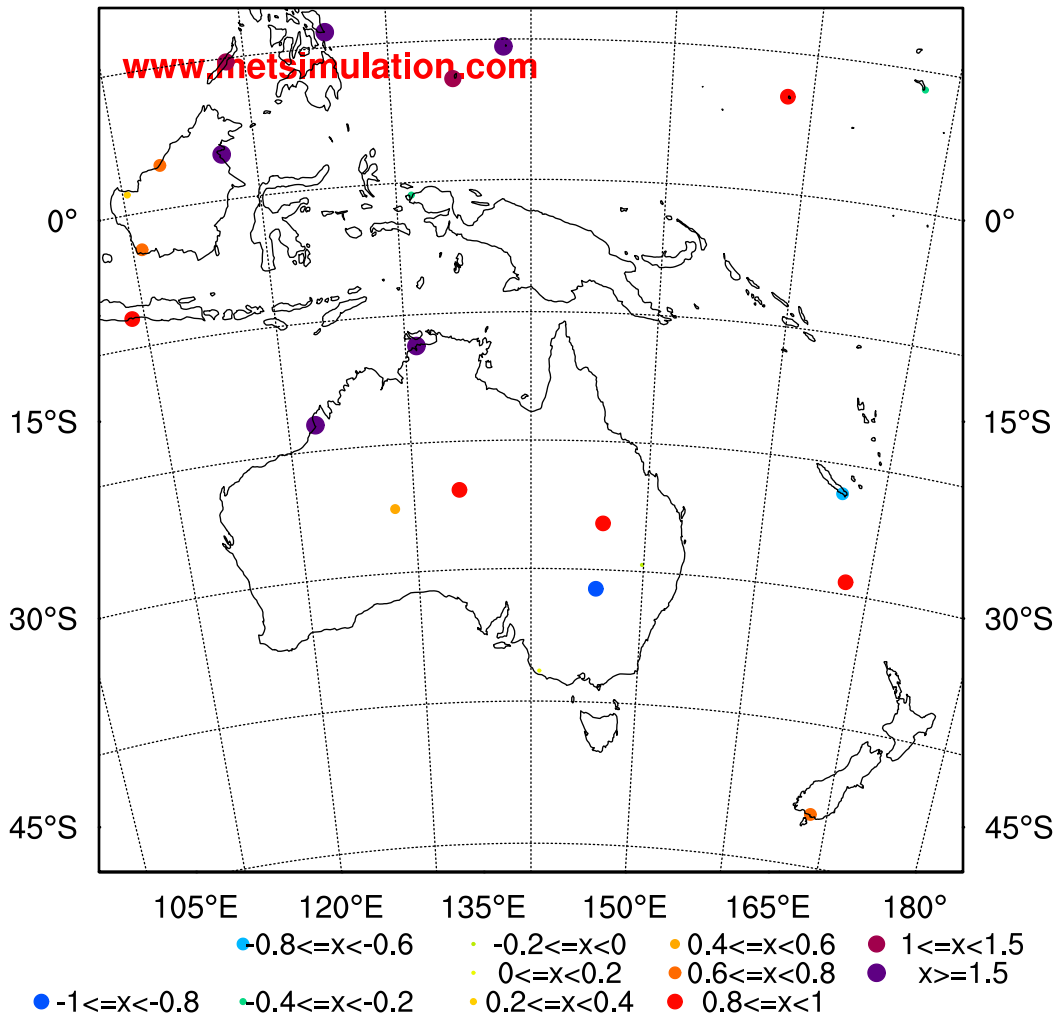 www.metsimulation.com
0° 0°
15°S 15°S
30°S 30°S
45°S 45°S
105°E 120°E 135°E 150°E 165°E 180°
-0.8<=x<-0.6 -0.2<=x<0 0.4<=x<0.6 1<=x<1.5
0<=x<0.2 0.6<=x<0.8 x>=1.5
-1<=x<-0.8 -0.4<=x<-0.2 0.2<=x<0.4 0.8<=x<1